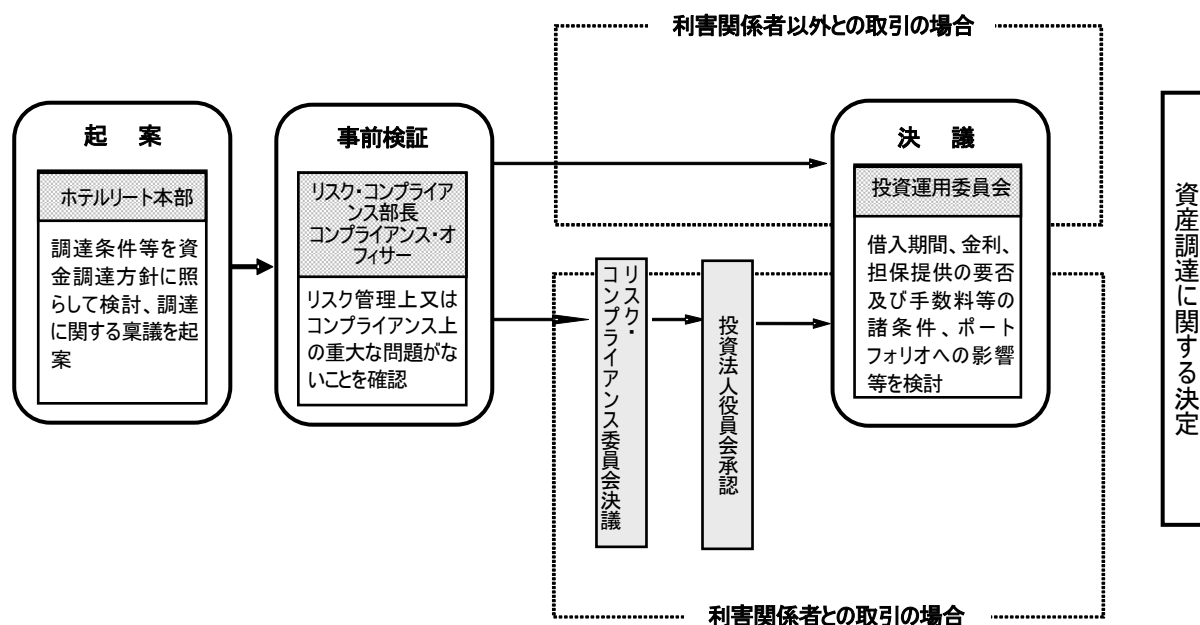 利害関係者以外との取引の場合
起　案
ホテルリート本部
調達条件等を資
金調達方針に照
らして検討、調達
に関する稟議を起
案
事前検証
リスク・コンプライア
ンス部長
コンプライアンス・オ
フィサー
リスク管理上又は
コンプライアンス上
の重大な問題がな
いことを確認
リスク・
コンプライアンス委員会決議
投資法人役員会承認
決　議
投資運用委員会
借入期間、金利、
担保提供の要否
及び手数料等の
諸条件、ポート
フォリオへの影響
等を検討
資産調達に関する決定
利害関係者との取引の場合